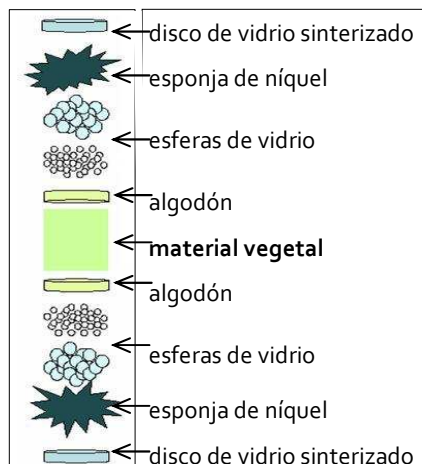 disco de vidrio sinterizado
esponja de níquel
esferas de vidrio
algodón
material vegetal
algodón
esferas de vidrio
esponja de níquel
disco de vidrio sinterizado